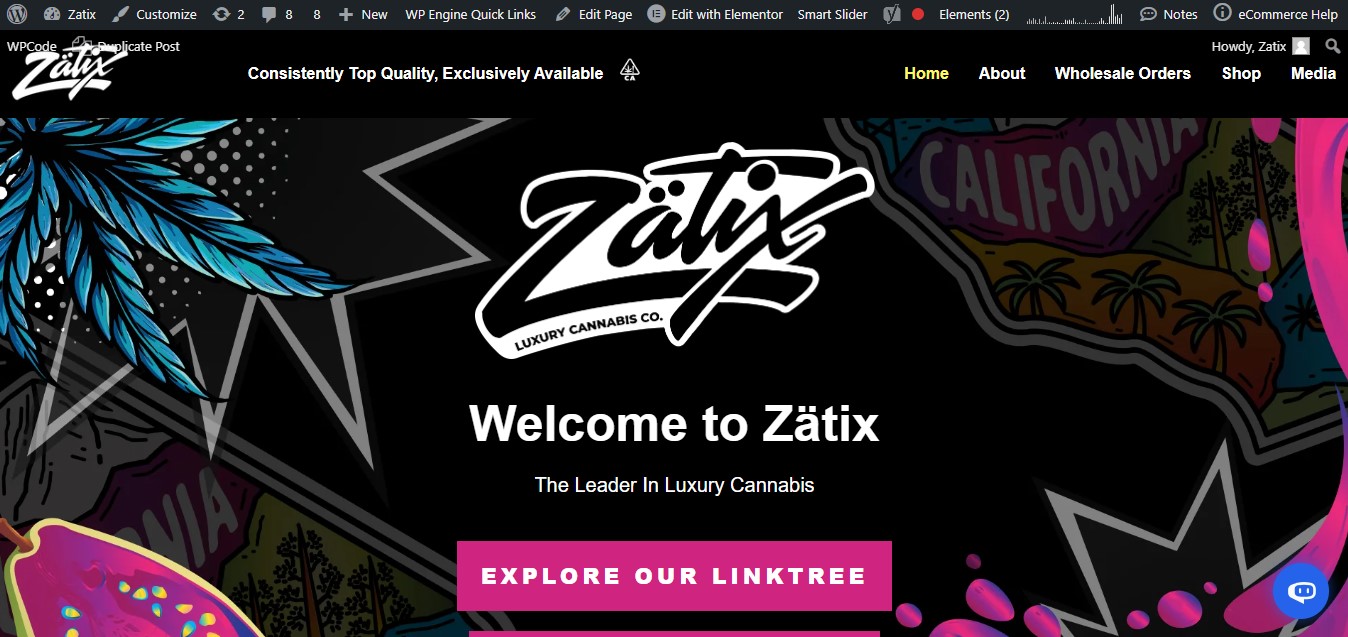 Zatix Customize 2 8 8 New WP Engine Quick Links Edit Page Edit with Elementor Smart Slider Elements (2) Notes eCommerce Help
WPCode Duplicate Post Howdy, Zatix
Zätix
Consistently Top Quality, Exclusively Available
CA
Home About Wholesale Orders Shop Media
CALIFORNIA
Zätix
LUXURY CANNABIS CO.
Welcome to Zätix
The Leader In Luxury Cannabis
NIA
EXPLORE OUR LINKTREE